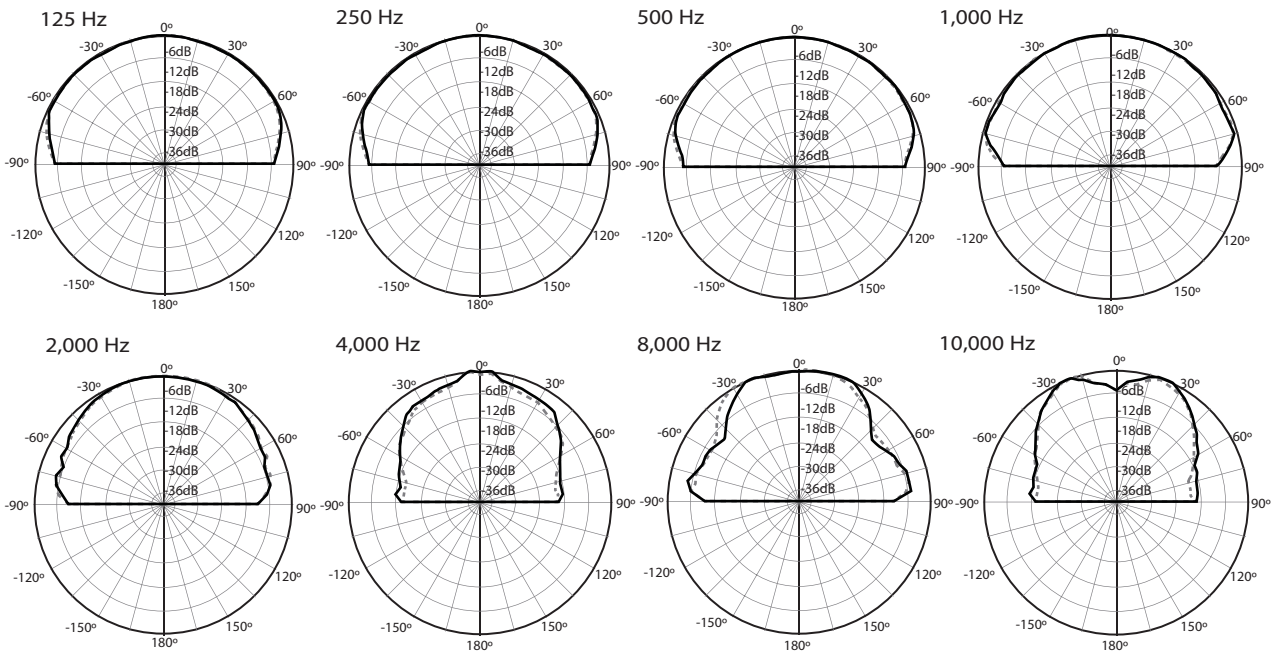 125 Hz
0º
-30º
30º
-60º
60º
-90º
90º
-120º
120º
-150º
150º
180º
-6dB
-12dB
-18dB
-24dB
-30dB
-36dB
250 Hz
0º
-30º
30º
-60º
60º
-90º
90º
-120º
120º
-150º
150º
180º
-6dB
-12dB
-18dB
-24dB
-30dB
-36dB
500 Hz
0º
-30º
30º
-60º
60º
-90º
90º
-120º
120º
-150º
150º
180º
-6dB
-12dB
-18dB
-24dB
-30dB
-36dB
1,000 Hz
0º
-30º
30º
-60º
60º
-90º
90º
-120º
120º
-150º
150º
180º
-6dB
-12dB
-18dB
-24dB
-30dB
-36dB
2,000 Hz
0º
-30º
30º
-60º
60º
-90º
90º
-120º
120º
-150º
150º
180º
-6dB
-12dB
-18dB
-24dB
-30dB
-36dB
4,000 Hz
0º
-30º
30º
-60º
60º
-90º
90º
-120º
120º
-150º
150º
180º
-6dB
-12dB
-18dB
-24dB
-30dB
-36dB
8,000 Hz
0º
-30º
30º
-60º
60º
-90º
90º
-120º
120º
-150º
150º
180º
-6dB
-12dB
-18dB
-24dB
-30dB
-36dB
10,000 Hz
0º
-30º
30º
-60º
60º
-90º
90º
-120º
120º
-150º
150º
180º
-6dB
-12dB
-18dB
-24dB
-30dB
-36dB